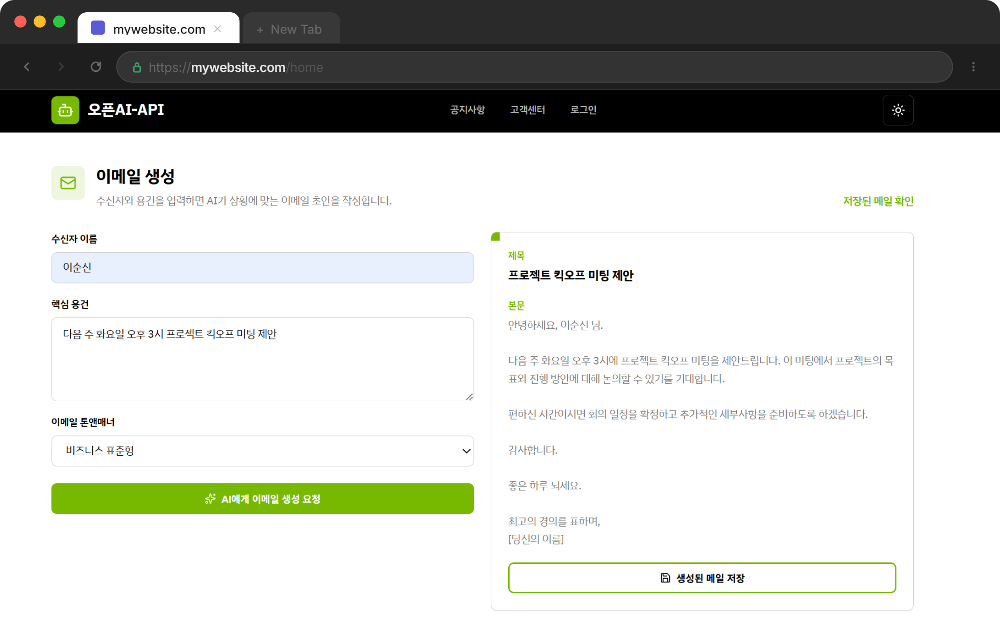 mywebsite.com
+ New Tab
https://mywebsite.com/home
오픈AI-API
공지사항
고객센터
로그인
이메일 생성
수신자와 용건을 입력하면 AI가 상황에 맞는 이메일 초안을 작성합니다.
저장된 메일 확인
수신자 이름
이순신
핵심 용건
다음 주 화요일 오후 3시 프로젝트 킥오프 미팅 제안
이메일 톤앤매너
비즈니스 표준형
AI에게 이메일 생성 요청
제목
프로젝트 킥오프 미팅 제안
본문
안녕하세요, 이순신 님.
다음 주 화요일 오후 3시에 프로젝트 킥오프 미팅을 제안드립니다. 이 미팅에서 프로젝트의 목
표와 진행 방안에 대해 논의할 수 있기를 기대합니다.
편하신 시간이시면 회의 일정을 확정하고 추가적인 세부사항을 준비하도록 하겠습니다.
감사합니다.
좋은 하루 되세요.
최고의 경의를 표하며,
[당신의 이름]
생성된 메일 저장